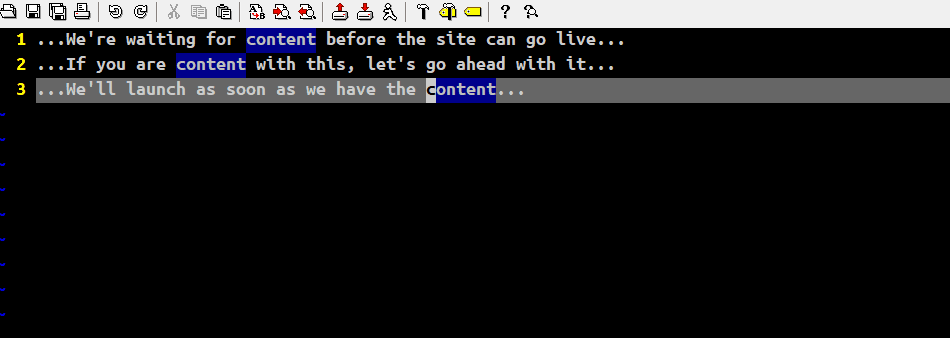 1 ...We're waiting for content before the site can go live...
2 ...If you are content with this, let's go ahead with it...
3 ...We'll launch as soon as we have the content...